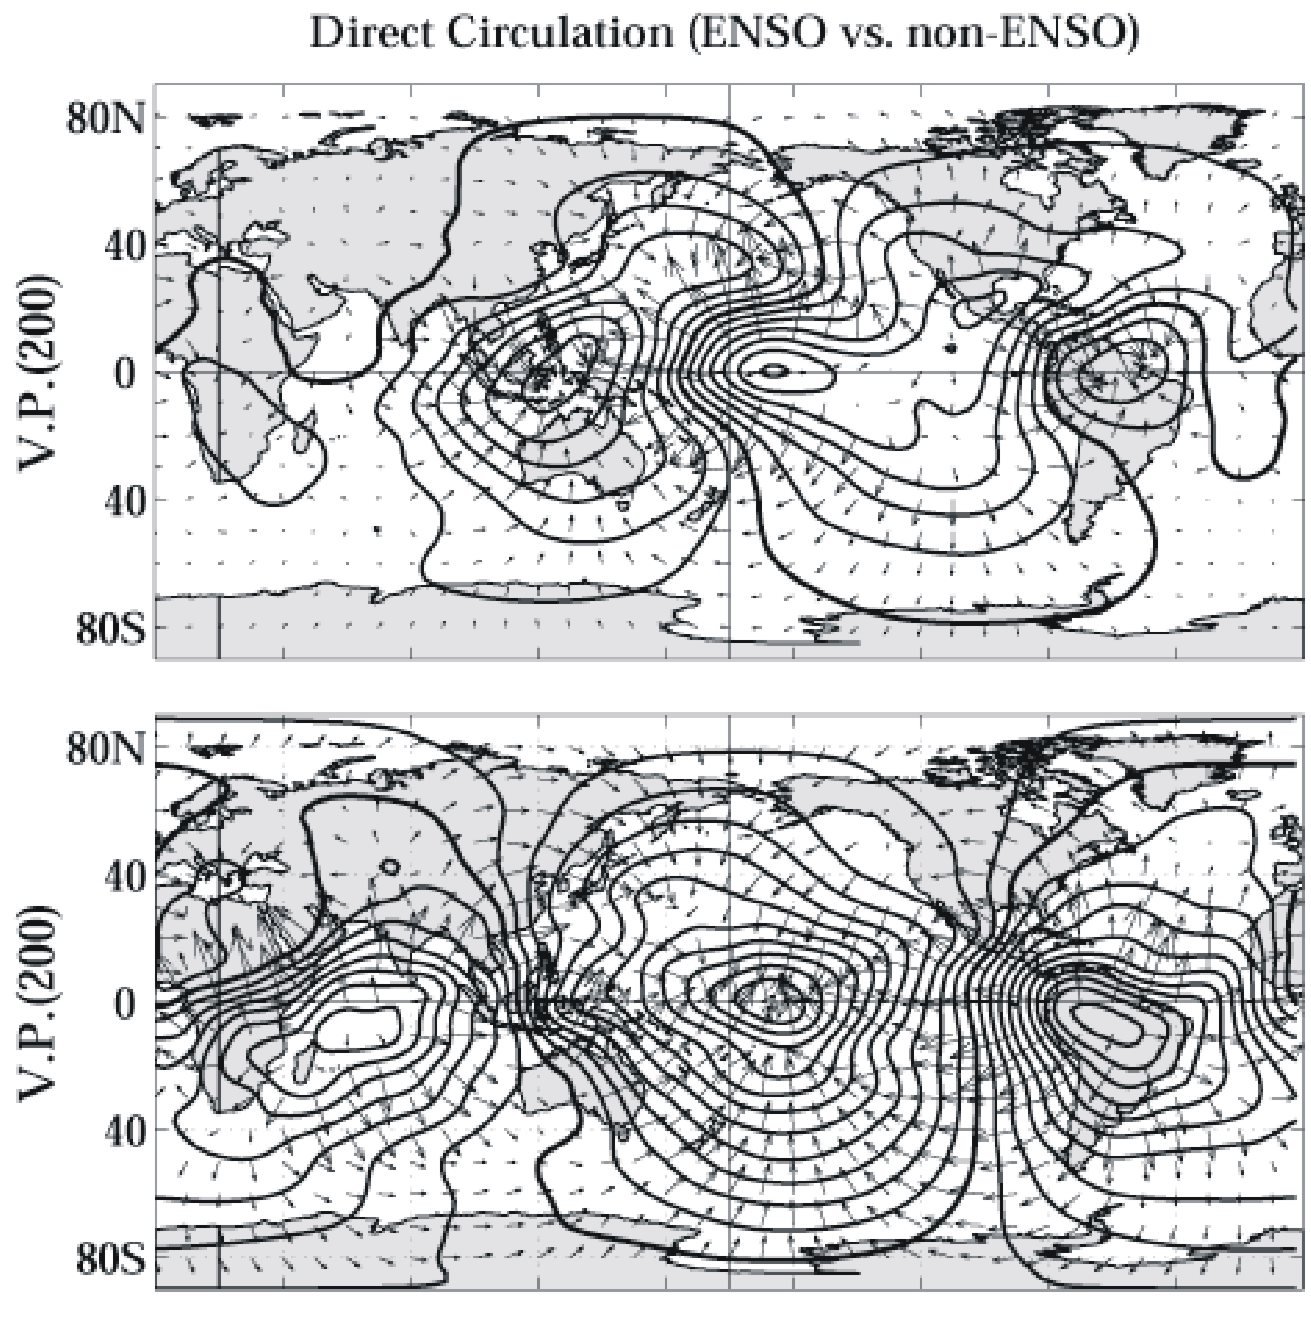 Direct Circulation (ENSO vs. non-ENSO)
80N
40
0
40
80S
V.P.(200)
80N
40
0
40
80S
V.P.(200)